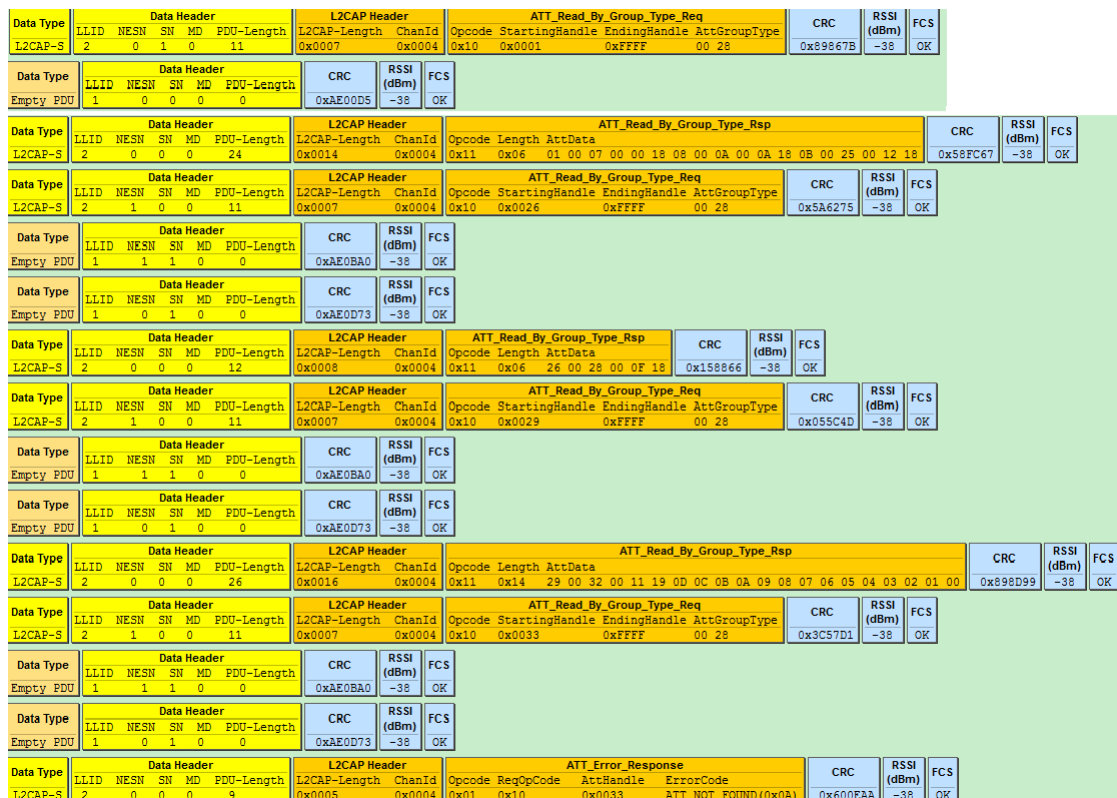 Data Type Data Header L2CAP Header ATT_Read_By_Group_Type_Req CRC RSSI (dBm) FCS
LLID NESN SN MD PDU-Length L2CAP-Length ChanId Opcode StartingHandle EndingHandle AttGroupType
L2CAP-S 2 0 1 0 11 0x0007 0x0004 0x10 0x0001 0xFFFF 00 28 0x89867B -38 OK
Data Type Data Header CRC RSSI (dBm) FCS
LLID NESN SN MD PDU-Length
Empty PDU 1 0 0 0 0 0xAE00D5 -38 OK
Data Type Data Header L2CAP Header ATT_Read_By_Group_Type_Rsp CRC RSSI (dBm) FCS
LLID NESN SN MD PDU-Length L2CAP-Length ChanId Opcode Length AttData
L2CAP-S 2 0 0 0 24 0x0014 0x0004 0x11 0x06 01 00 07 00 00 18 08 00 0A 00 0A 18 0B 00 25 00 12 18 0x58FC67 -38 OK
Data Type Data Header L2CAP Header ATT_Read_By_Group_Type_Req CRC RSSI (dBm) FCS
LLID NESN SN MD PDU-Length L2CAP-Length ChanId Opcode StartingHandle EndingHandle AttGroupType
L2CAP-S 2 1 0 0 11 0x0007 0x0004 0x10 0x0026 0xFFFF 00 28 0x5A6275 -38 OK
Data Type Data Header CRC RSSI (dBm) FCS
LLID NESN SN MD PDU-Length
Empty PDU 1 1 1 0 0 0xAE0BA0 -38 OK
Data Type Data Header CRC RSSI (dBm) FCS
LLID NESN SN MD PDU-Length
Empty PDU 1 0 1 0 0 0xAE0D73 -38 OK
Data Type Data Header L2CAP Header ATT_Read_By_Group_Type_Rsp CRC RSSI (dBm) FCS
LLID NESN SN MD PDU-Length L2CAP-Length ChanId Opcode Length AttData
L2CAP-S 2 0 0 0 12 0x0008 0x0004 0x11 0x06 26 00 28 00 0F 18 0x158866 -38 OK
Data Type Data Header L2CAP Header ATT_Read_By_Group_Type_Req CRC RSSI (dBm) FCS
LLID NESN SN MD PDU-Length L2CAP-Length ChanId Opcode StartingHandle EndingHandle AttGroupType
L2CAP-S 2 1 0 0 11 0x0007 0x0004 0x10 0x0029 0xFFFF 00 28 0x055C4D -38 OK
Data Type Data Header CRC RSSI (dBm) FCS
LLID NESN SN MD PDU-Length
Empty PDU 1 1 1 0 0 0xAE0BA0 -38 OK
Data Type Data Header CRC RSSI (dBm) FCS
LLID NESN SN MD PDU-Length
Empty PDU 1 0 1 0 0 0xAE0D73 -38 OK
Data Type Data Header L2CAP Header ATT_Read_By_Group_Type_Rsp CRC RSSI (dBm) FCS
LLID NESN SN MD PDU-Length L2CAP-Length ChanId Opcode Length AttData
L2CAP-S 2 0 0 0 26 0x0016 0x0004 0x11 0x14 29 00 32 00 11 19 0D 0C 0B 0A 09 08 07 06 05 04 03 02 01 00 0x898D99 -38 OK
Data Type Data Header L2CAP Header ATT_Read_By_Group_Type_Req CRC RSSI (dBm) FCS
LLID NESN SN MD PDU-Length L2CAP-Length ChanId Opcode StartingHandle EndingHandle AttGroupType
L2CAP-S 2 1 0 0 11 0x0007 0x0004 0x10 0x0033 0xFFFF 00 28 0x3C57D1 -38 OK
Data Type Data Header CRC RSSI (dBm) FCS
LLID NESN SN MD PDU-Length
Empty PDU 1 1 1 0 0 0xAE0BA0 -38 OK
Data Type Data Header CRC RSSI (dBm) FCS
LLID NESN SN MD PDU-Length
Empty PDU 1 0 1 0 0 0xAE0D73 -38 OK
Data Type Data Header L2CAP Header ATT_Error_Response CRC RSSI (dBm) FCS
LLID NESN SN MD PDU-Length L2CAP-Length ChanId Opcode ReqOpCode AttHandle ErrorCode
L2CAP-S 2 0 0 0 9 0x0005 0x0004 0x01 0x10 0x0033 ATT_NOT_FOUND(0x0A) 0x600EAA -38 OK